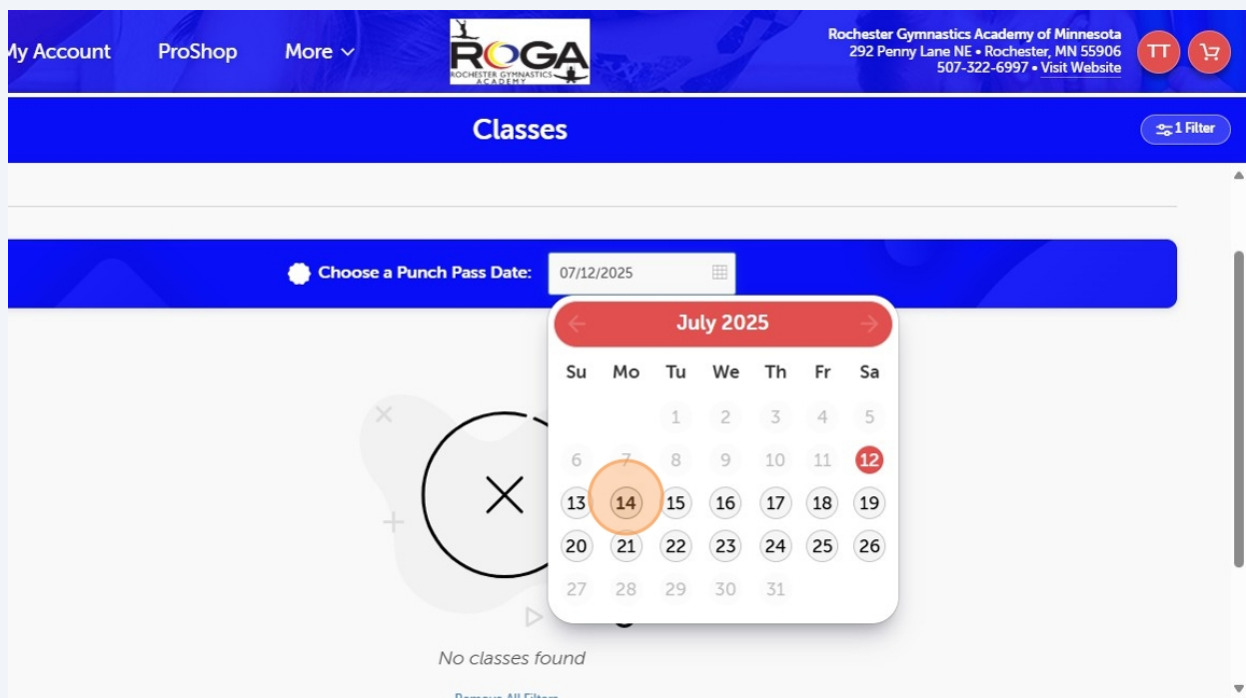 My Account ProShop More
ROGA
ROCHESTER GYMNASTICS
ACADEMY
Rochester Gymnastics Academy of Minnesota
292 Penny Lane NE • Rochester, MN 55906
507-322-6997 • Visit Website
TT
Classes
1 Filter
Choose a Punch Pass Date: 07/12/2025
July 2025
Su Mo Tu We Th Fr Sa
1 2 3 4 5
6 7 8 9 10 11 12
13 14 15 16 17 18 19
20 21 22 23 24 25 26
27 28 29 30 31
No classes found
Remove All Filters